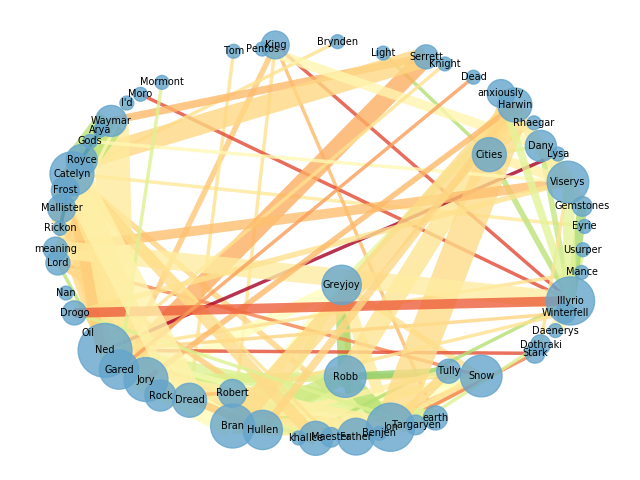 Brynden
King
Pentos
Tom
Light
Serrett
Knight
Dead
Mormont
Moro
I'd
anxiously
Harwin
Waymar
Arya
Gods
Rhaegar
Dany
Lysa
Cities
Royce
Catelyn
Viserys
Frost
Mallister
Gemstones
Rickon
Eyrie
meaning
Lord
Usurper
Mance
Greyjoy
Nan
Illyrio
Drogo
Winterfell
Oil
Daenerys
Ned
Dothraki
Stark
Gared
Tully
Jory
Robb
Snow
Rock
Robert
Dread
earth
Bran
Hullen
Targaryen
Jon
Benjen
khaleesi
Maester
Father